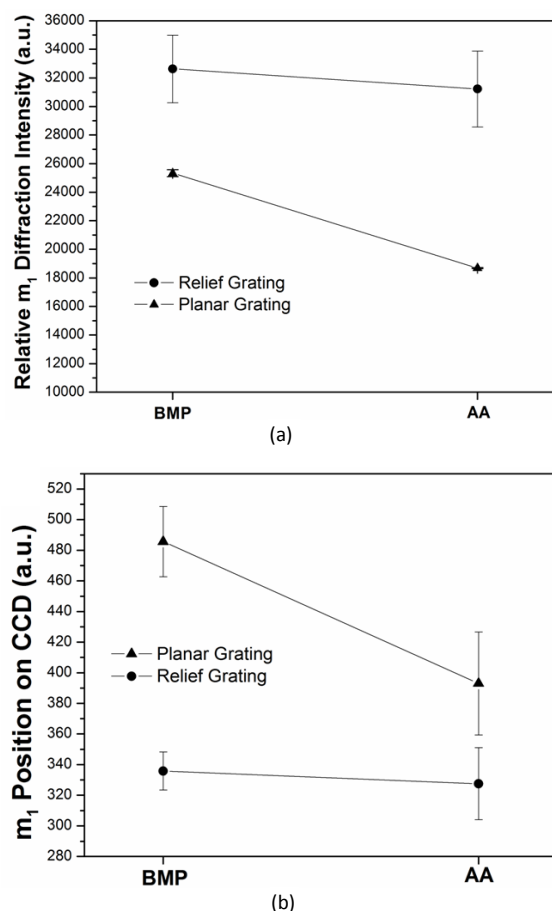 Relative m₁ Diffraction Intensity (a.u.)
36000
34000
32000
30000
28000
26000
24000
22000
20000
18000
16000
14000
12000
10000
Relief Grating
Planar Grating
BMP AA
(a)
m₁ Position on CCD (a.u.)
520
500
480
460
440
420
400
380
360
340
320
300
280
Planar Grating
Relief Grating
BMP AA
(b)